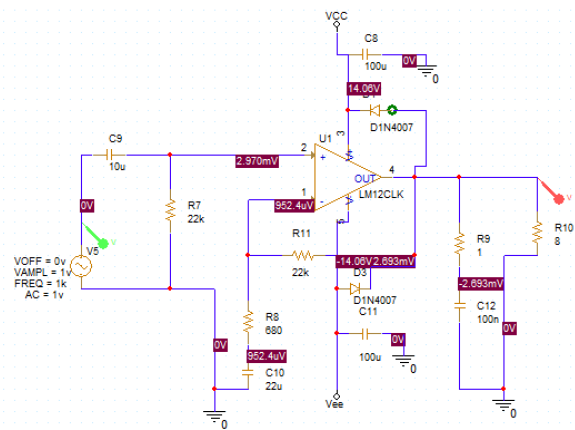 VCC
C8
100u
0V
0
14.06V
D1N4007
U1
3
2
+
V+
C9
10u
2.970mV
OUT
4
LM12CLK
1
-
952.4uV
V-
5
0V
v
R7
22k
R11
22k
-14.06V
2.693mV
R9
1
R10
8
v
V5
VOFF = 0v
VAMPL = 1v
FREQ = 1k
AC = 1v
D3
D1N4007
C11
100u
0V
0
-2.693mV
C12
100n
0V
R8
680
0V
952.4uV
C10
22u
Vee
0
0